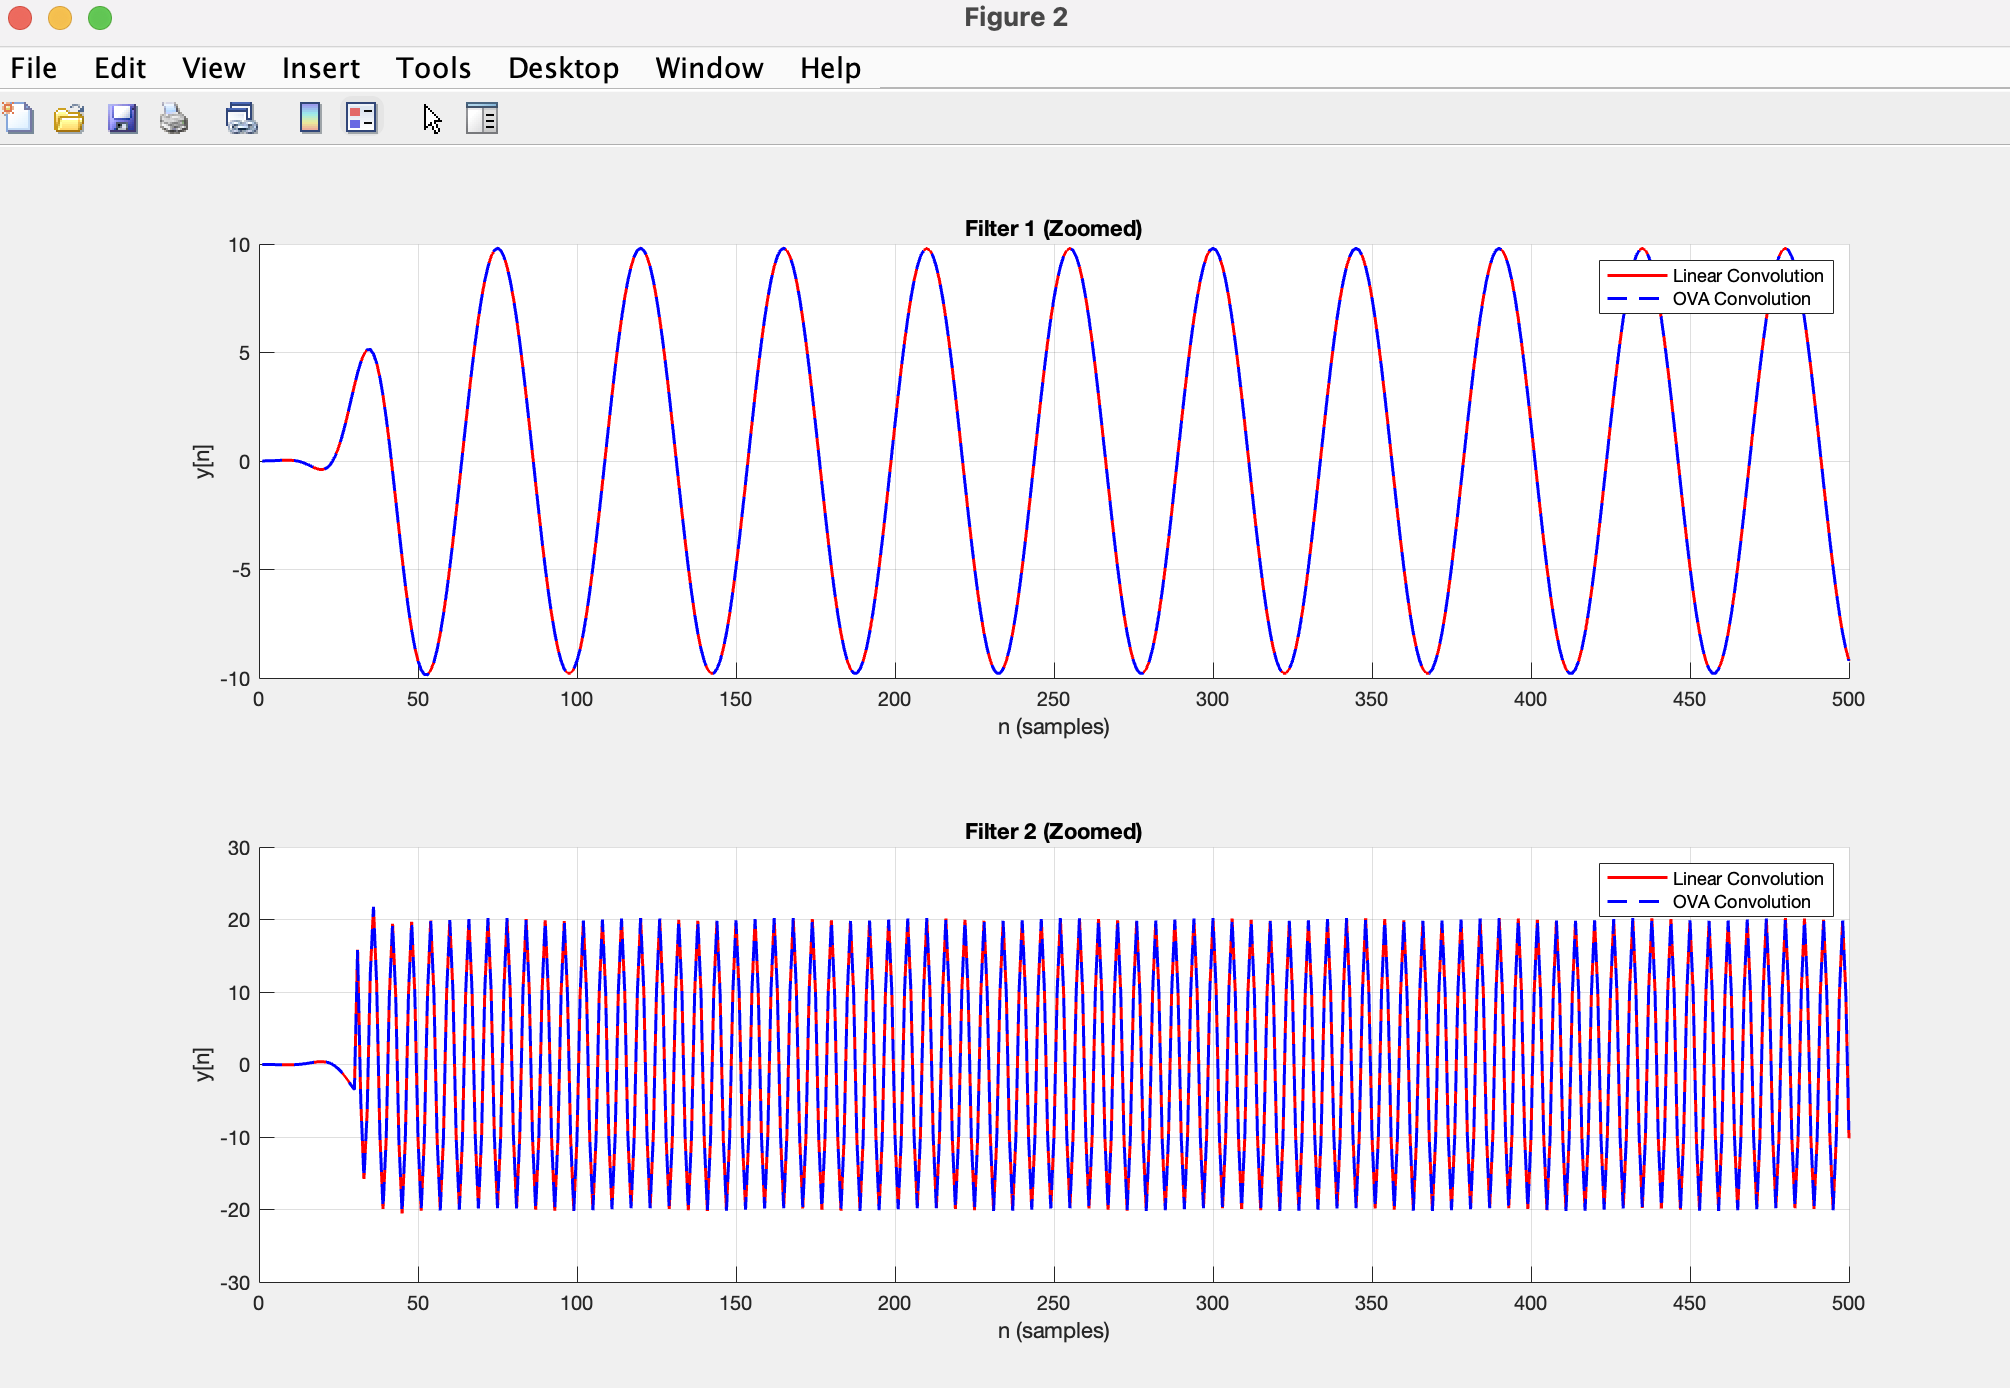 Figure 2
File Edit View Insert Tools Desktop Window Help
Filter 1 (Zoomed)
10
5
0
-5
-10
y[n]
Linear Convolution
OVA Convolution
0 50 100 150 200 250 300 350 400 450 500
n (samples)
Filter 2 (Zoomed)
30
20
10
0
-10
-20
-30
y[n]
Linear Convolution
OVA Convolution
0 50 100 150 200 250 300 350 400 450 500
n (samples)